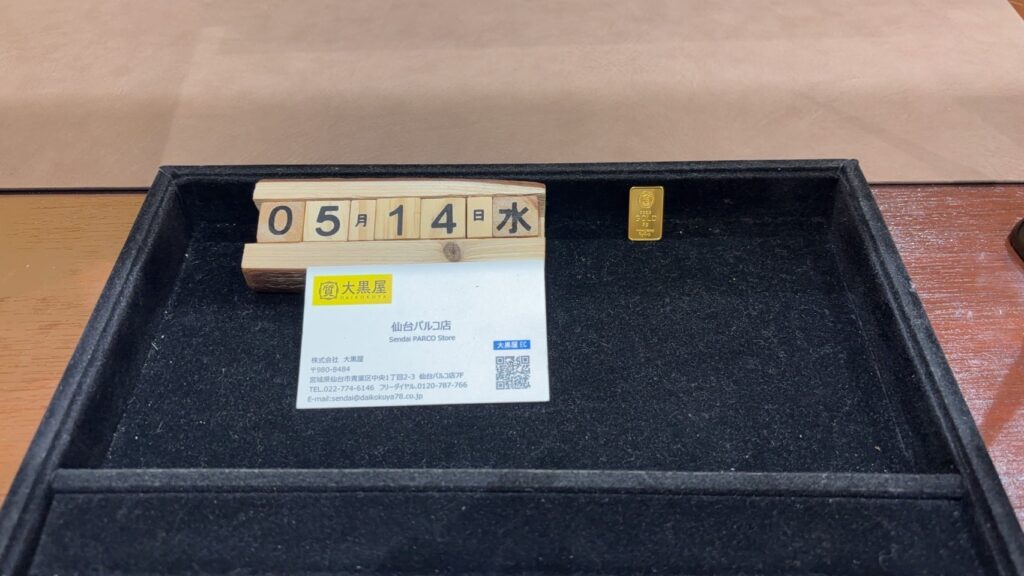 05月14日水
質 大黒屋
DAIKOKUYA
仙台パルコ店
Sendai PARCO Store
大黒屋 EC
株式会社 大黒屋
〒980-8484
宮城県仙台市青葉区中央1丁目2-3 仙台パルコ店7F
TEL.022-774-6146 フリーダイヤル.0120-787-766
E-mail:sendai@daikokuya78.co.jp
GOLD